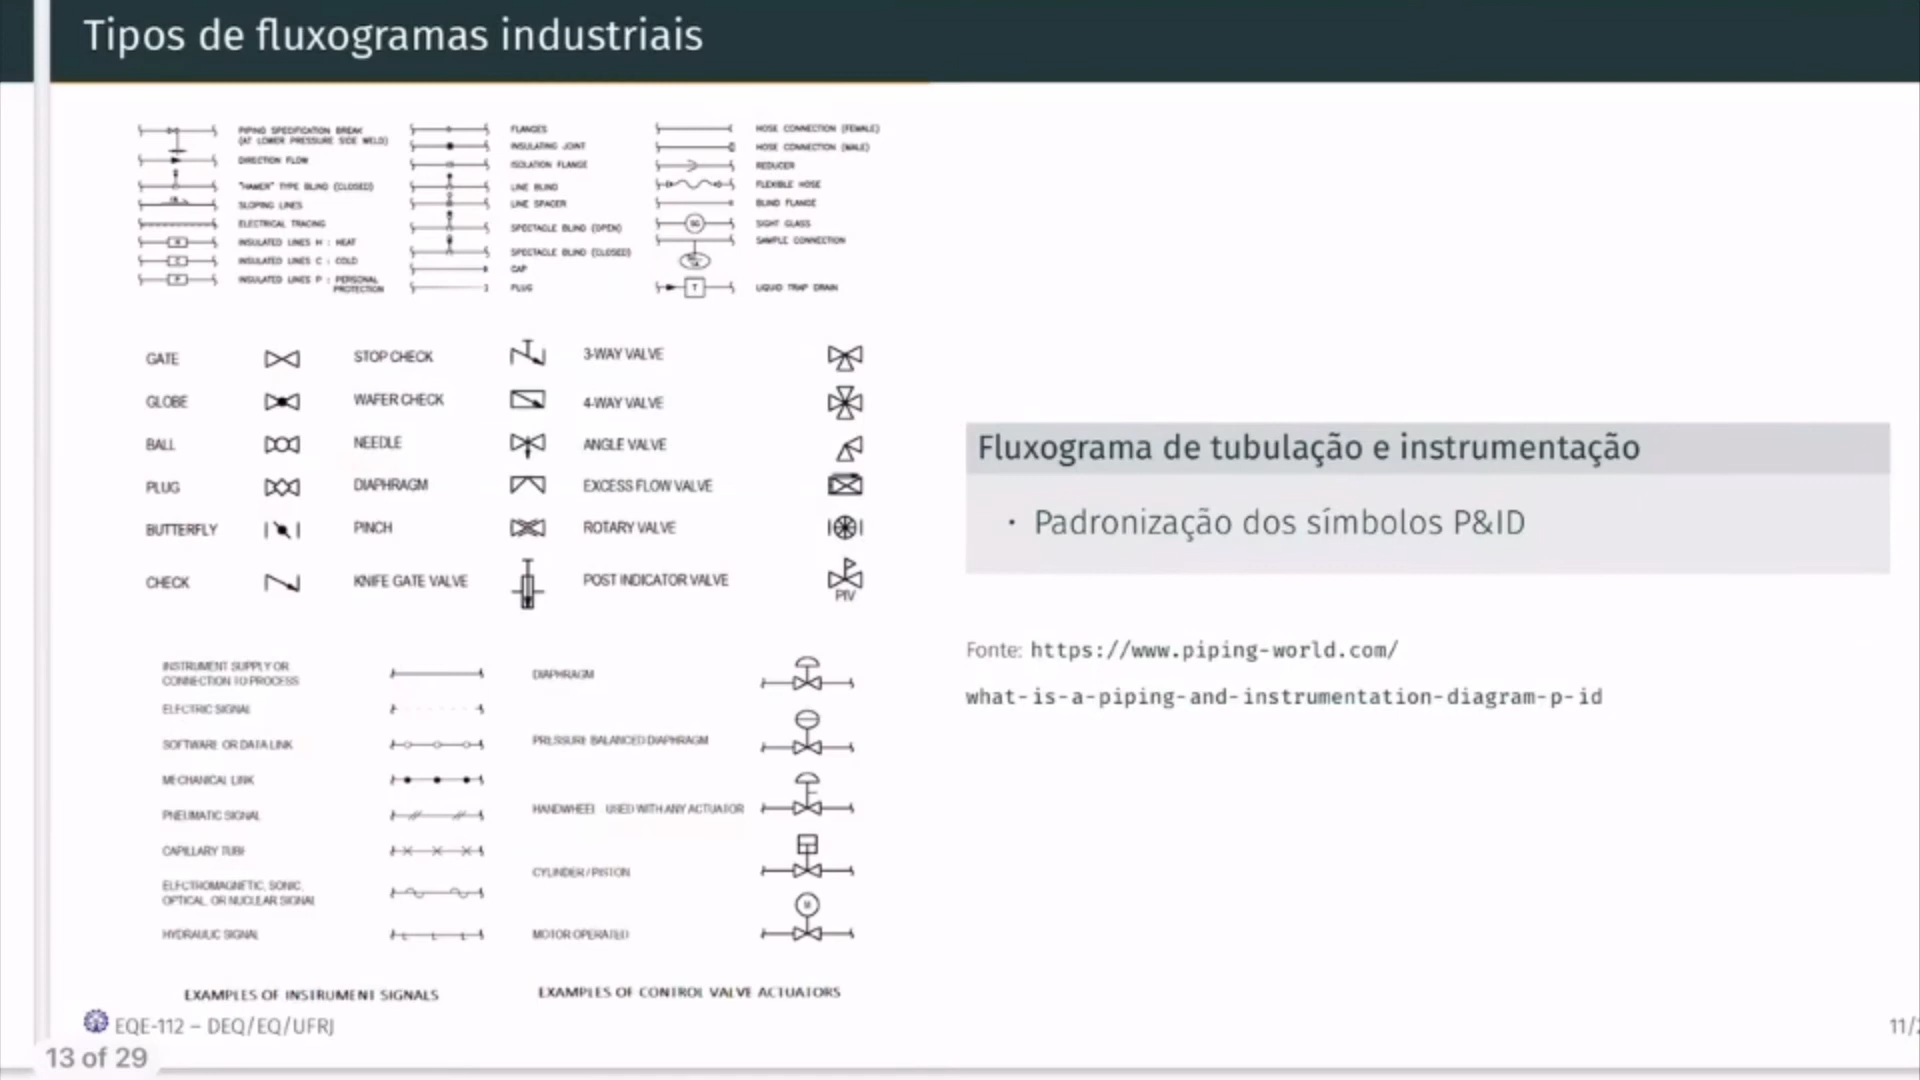 Tipos de fluxogramas industriais
PIPING SPECIFICATION BREAK
(AT LOWER PRESSURE SIDE WELD)
DIRECTION FLOW
"HAMER" TYPE BLIND (CLOSED)
SLOPING LINES
ELECTRICAL TRACING
INSULATED LINES H : HEAT
INSULATED LINES C : COLD
INSULATED LINES P : PERSONAL
PROTECTION
FLANGES
INSULATING JOINT
ISOLATION FLANGE
LINE BLIND
LINE SPACER
SPECTACLE BLIND (OPEN)
SPECTACLE BLIND (CLOSED)
CAP
PLUG
HOSE CONNECTION (FEMALE)
HOSE CONNECTION (MALE)
REDUCER
FLEXIBLE HOSE
BLIND FLANGE
SG
SIGHT GLASS
SAMPLE CONNECTION
T
LIQUID TRAP DRAIN
GATE
GLOBE
BALL
PLUG
BUTTERFLY
CHECK
STOP CHECK
WAFER CHECK
NEEDLE
DIAPHRAGM
PINCH
KNIFE GATE VALVE
3-WAY VALVE
4-WAY VALVE
ANGLE VALVE
EXCESS FLOW VALVE
ROTARY VALVE
POST INDICATOR VALVE
PIV
INSTRUMENT SUPPLY OR
CONNECTION TO PROCESS
ELECTRIC SIGNAL
SOFTWARE OR DATA LINK
MECHANICAL LINK
PNEUMATIC SIGNAL
CAPILLARY TUBE
ELECTROMAGNETIC, SONIC,
OPTICAL, OR NUCLEAR SIGNAL
HYDRAULIC SIGNAL
EXAMPLES OF INSTRUMENT SIGNALS
DIAPHRAGM
PRESSURE BALANCED DIAPHRAGM
HANDWHEEL USED WITH ANY ACTUATOR
CYLINDER / PISTON
M
MOTOR OPERATED
EXAMPLES OF CONTROL VALVE ACTUATORS
Fluxograma de tubulação e instrumentação
· Padronização dos símbolos P&ID
Fonte: https://www.piping-world.com/
what-is-a-piping-and-instrumentation-diagram-p-id
EQE-112 – DEQ/EQ/UFRJ
11/2
13 of 29